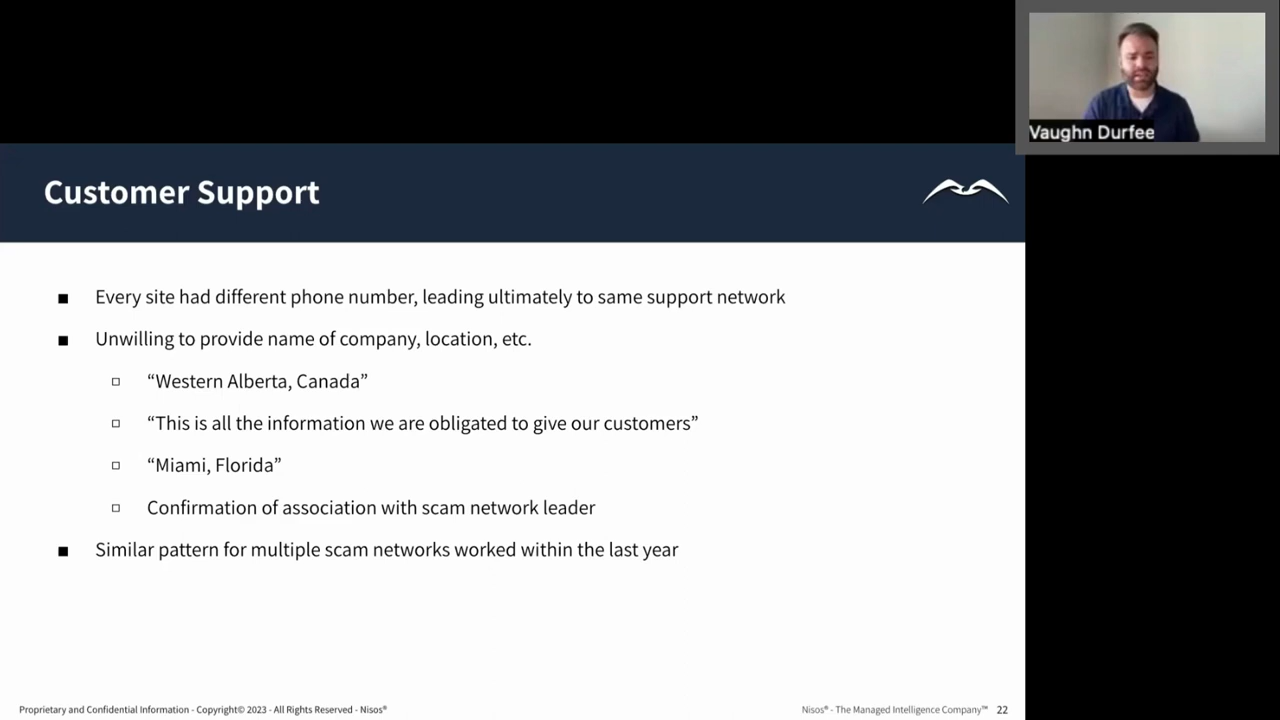 Vaughn Durfee
Customer Support
■ Every site had different phone number, leading ultimately to same support network
■ Unwilling to provide name of company, location, etc.
□ “Western Alberta, Canada”
□ “This is all the information we are obligated to give our customers”
□ “Miami, Florida”
□ Confirmation of association with scam network leader
■ Similar pattern for multiple scam networks worked within the last year
Proprietary and Confidential Information - Copyright© 2023 - All Rights Reserved - Nisos®
Nisos® - The Managed Intelligence Company™ 22